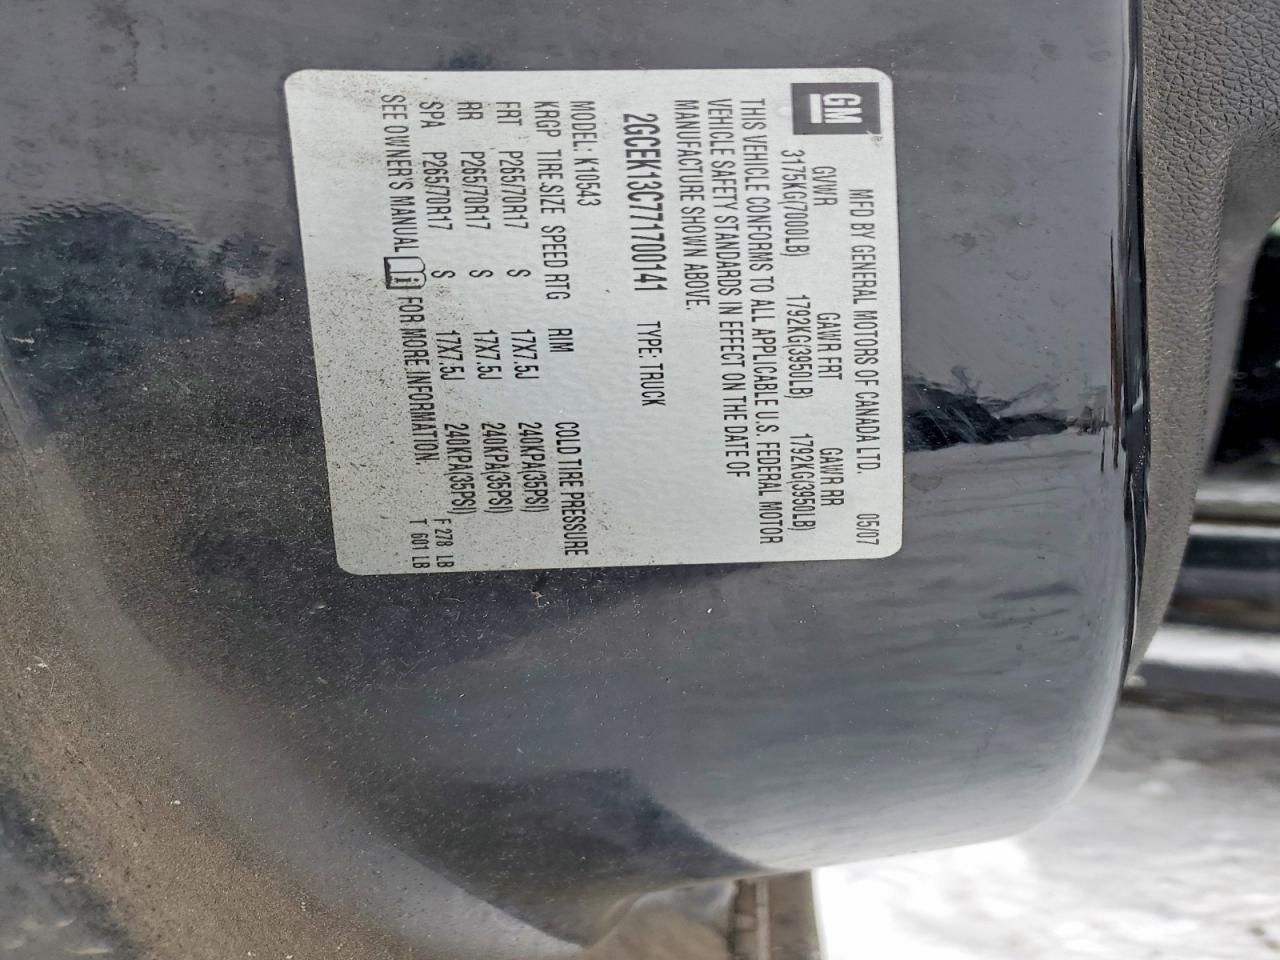 GM
MFD BY GENERAL MOTORS OF CANADA LTD. 05/07
GVWR GAWR FRT GAWR RR
3175KG(7000LB) 1792KG(3950LB) 1792KG(3950LB)
THIS VEHICLE CONFORMS TO ALL APPLICABLE U.S. FEDERAL MOTOR
VEHICLE SAFETY STANDARDS IN EFFECT ON THE DATE OF
MANUFACTURE SHOWN ABOVE.
2GCEK13C771700141 TYPE: TRUCK
MODEL: K10543
KRGP TIRE SIZE SPEED RTG RIM COLD TIRE PRESSURE
FRT P265/70R17 S 17X7.5J 240KPA(35PSI)
RR P265/70R17 S 17X7.5J 240KPA(35PSI)
SPA P265/70R17 S 17X7.5J 240KPA(35PSI) F 278 LB
SEE OWNER'S MANUAL FOR MORE INFORMATION. T 601 LB